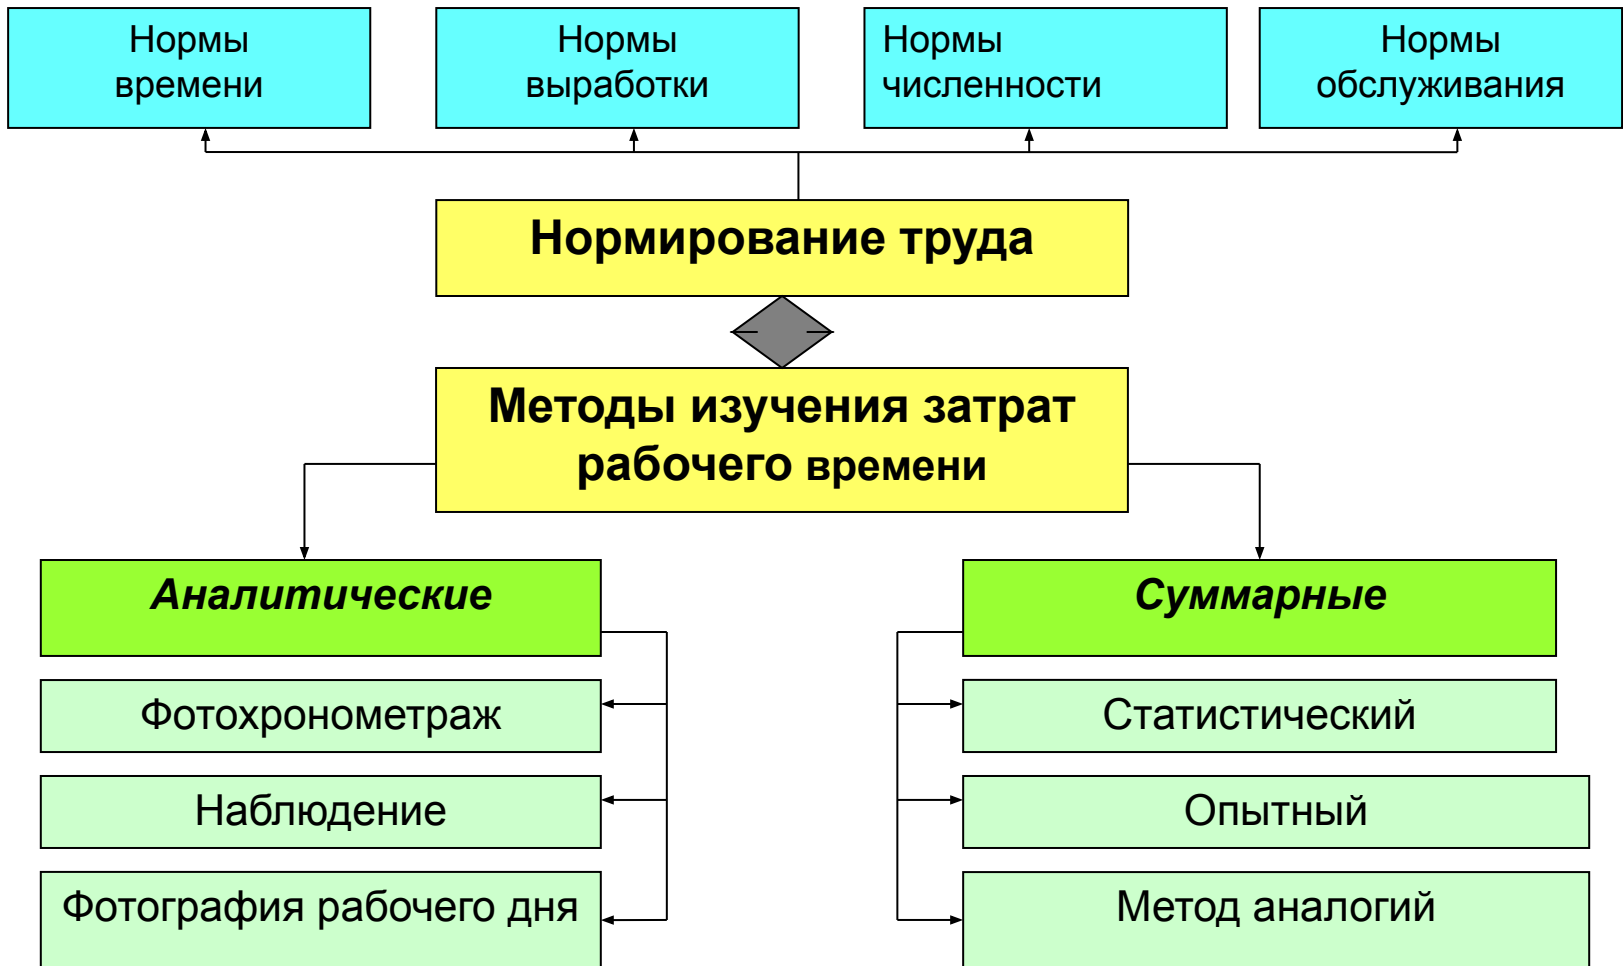 Нормы
времени
Нормы
выработки
Нормы
численности
Нормы
обслуживания
Нормирование труда
Методы изучения затрат
рабочего времени
Аналитические
Суммарные
Фотохронометраж
Статистический
Наблюдение
Опытный
Фотография рабочего дня
Метод аналогий